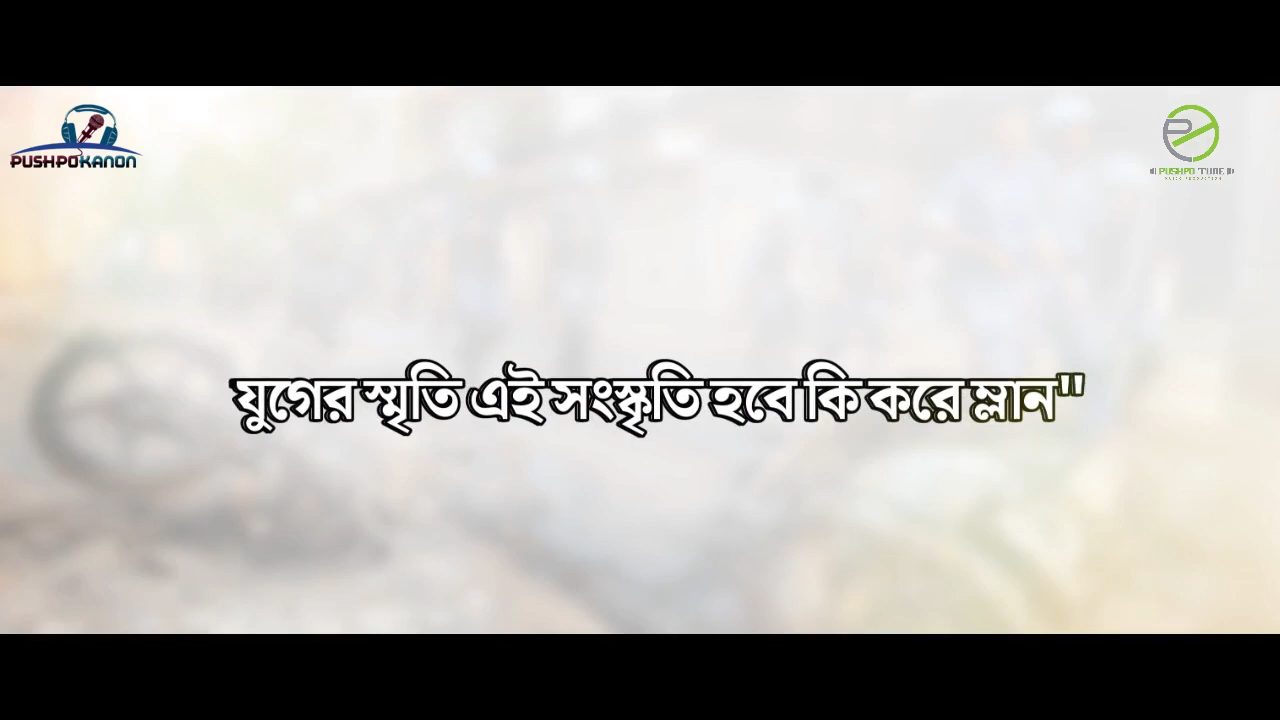 PUSHPOKANON
PUSHPO TUNE
যুগের স্মৃতি এই সংস্কৃতি হবে কি করে ম্লান"